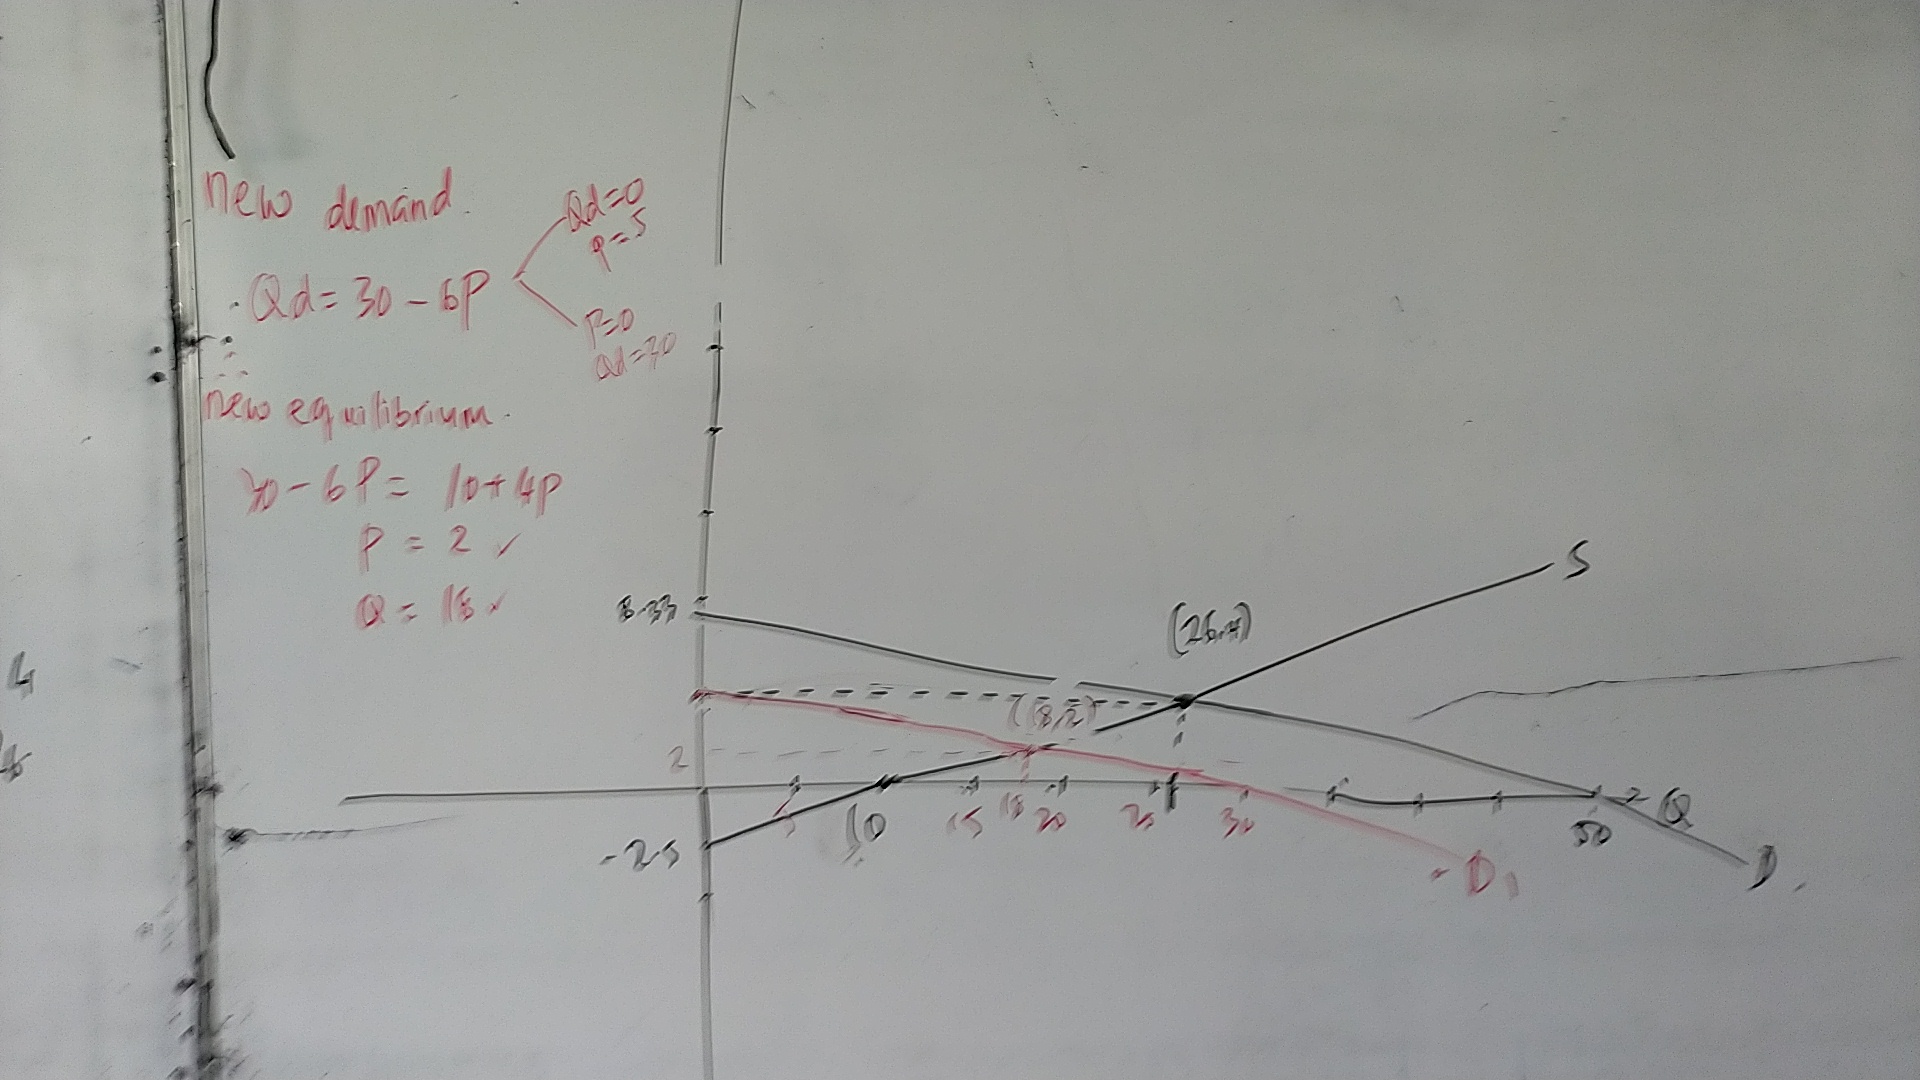 new demand.
Qd=0
P=5
Qd = 30 - 6P
P=0
Qd=30
new equilibrium.
30 - 6P = 10 + 4P
P = 2 ✓
Q = 18 ✓
8.33
S
(26,4)
(18,2)
2
5
10
15
18
20
25
30
50
Q
-2.5
D1
D
4